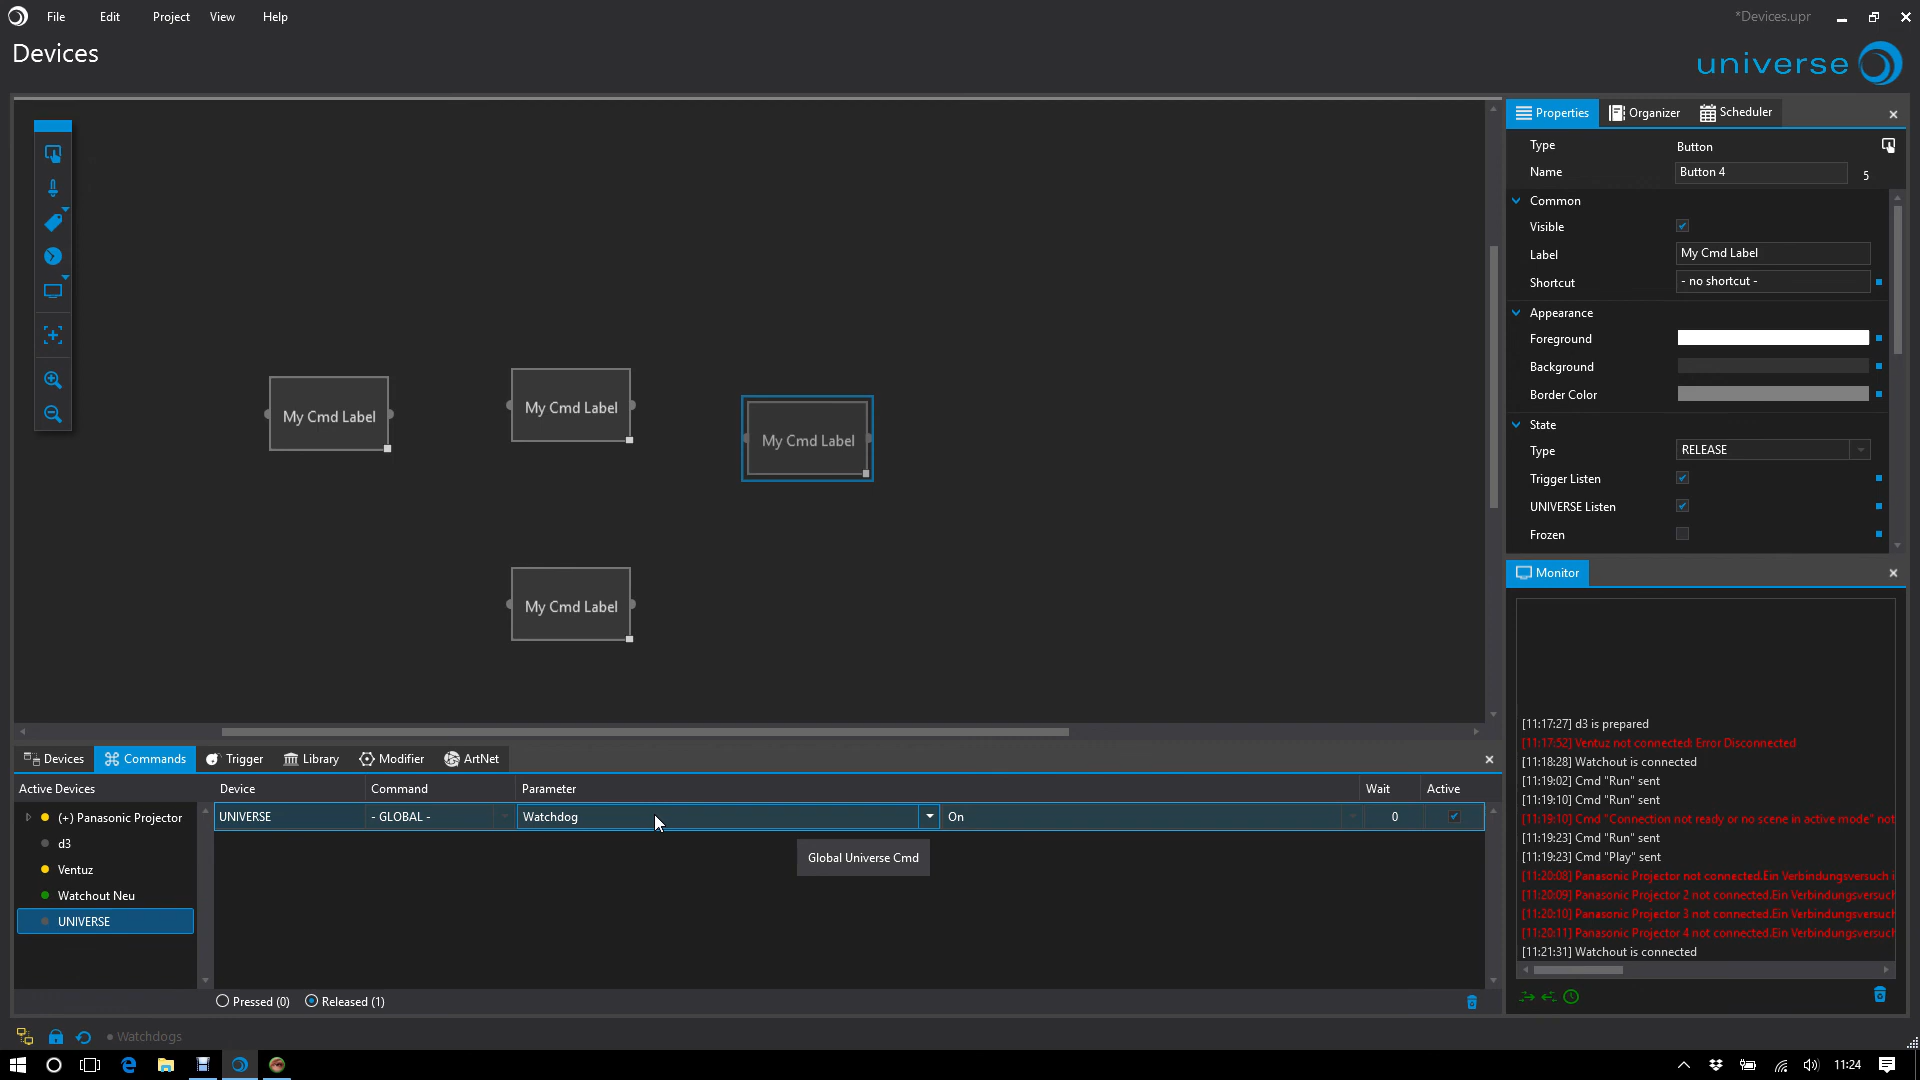 File Edit Project View Help *Devices.upr
Devices
universe
Properties Organizer Scheduler
Type Button
Name Button 4 5
Common
Visible
Label My Cmd Label
Shortcut - no shortcut -
Appearance
Foreground
Background
Border Color
State
Type RELEASE
Trigger Listen
UNIVERSE Listen
Frozen
My Cmd Label
My Cmd Label
My Cmd Label
My Cmd Label
Monitor
[11:17:27] d3 is prepared
[11:17:52] Ventuz not connected: Error Disconnected
[11:18:28] Watchout is connected
[11:19:02] Cmd "Run" sent
[11:19:10] Cmd "Run" sent
[11:19:10] Cmd "Connection not ready or no scene in active mode" not
[11:19:23] Cmd "Run" sent
[11:19:23] Cmd "Play" sent
[11:20:08] Panasonic Projector not connected.Ein Verbindungsversuch i
[11:20:09] Panasonic Projector 2 not connected.Ein Verbindungsversuch
[11:20:10] Panasonic Projector 3 not connected.Ein Verbindungsversuch
[11:20:11] Panasonic Projector 4 not connected.Ein Verbindungsversuch
[11:21:31] Watchout is connected
Devices Commands Trigger Library Modifier ArtNet
Active Devices Device Command Parameter Wait Active
(+) Panasonic Projector
d3
Ventuz
Watchout Neu
UNIVERSE
UNIVERSE - GLOBAL - Watchdog On 0
Global Universe Cmd
Pressed (0) Released (1)
Watchdogs
11:24